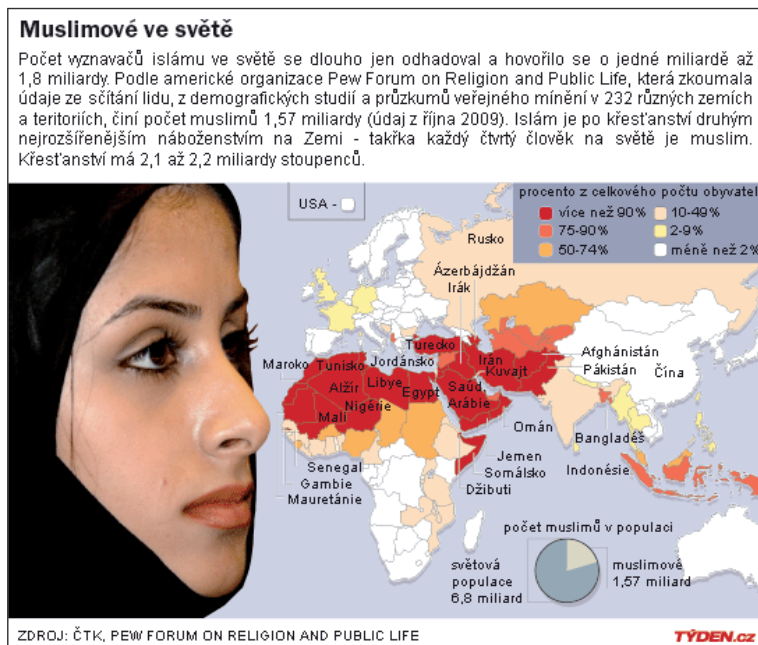 Muslimové ve světě
Počet vyznavačů islámu ve světě se dlouho jen odhadoval a hovořilo se o jedné miliardě až
1,8 miliardy. Podle americké organizace Pew Forum on Religion and Public Life, která zkoumala
údaje ze sčítání lidu, z demografických studií a průzkumů veřejného mínění v 232 různých zemích
a teritoriích, činí počet muslimů 1,57 miliardy (údaj z října 2009). Islám je po křesťanství druhým
nejrozšířenějším náboženstvím na Zemi - takřka každý čtvrtý člověk na světě je muslim.
Křesťanství má 2,1 až 2,2 miliardy stoupenců.
USA -
procento z celkového počtu obyvatel
více než 90%
10-49%
75-90%
2-9%
50-74%
méně než 2%
Rusko
Ázerbájdžán
Irák
Turecko
Maroko
Tunisko
Jordánsko
Irán
Kuvajt
Afghánistán
Pákistán
Čína
Alžír
Libye
Egypt
Saúd.
Arábie
Mali
Nigérie
Omán
Bangladéš
Jemen
Senegal
Somálsko
Indonésie
Gambie
Džibuti
Mauretánie
počet muslimů v populaci
světová
populace
6,8 miliard
muslimové
1,57 miliard
ZDROJ: ČTK, PEW FORUM ON RELIGION AND PUBLIC LIFE
TÝDEN.cz